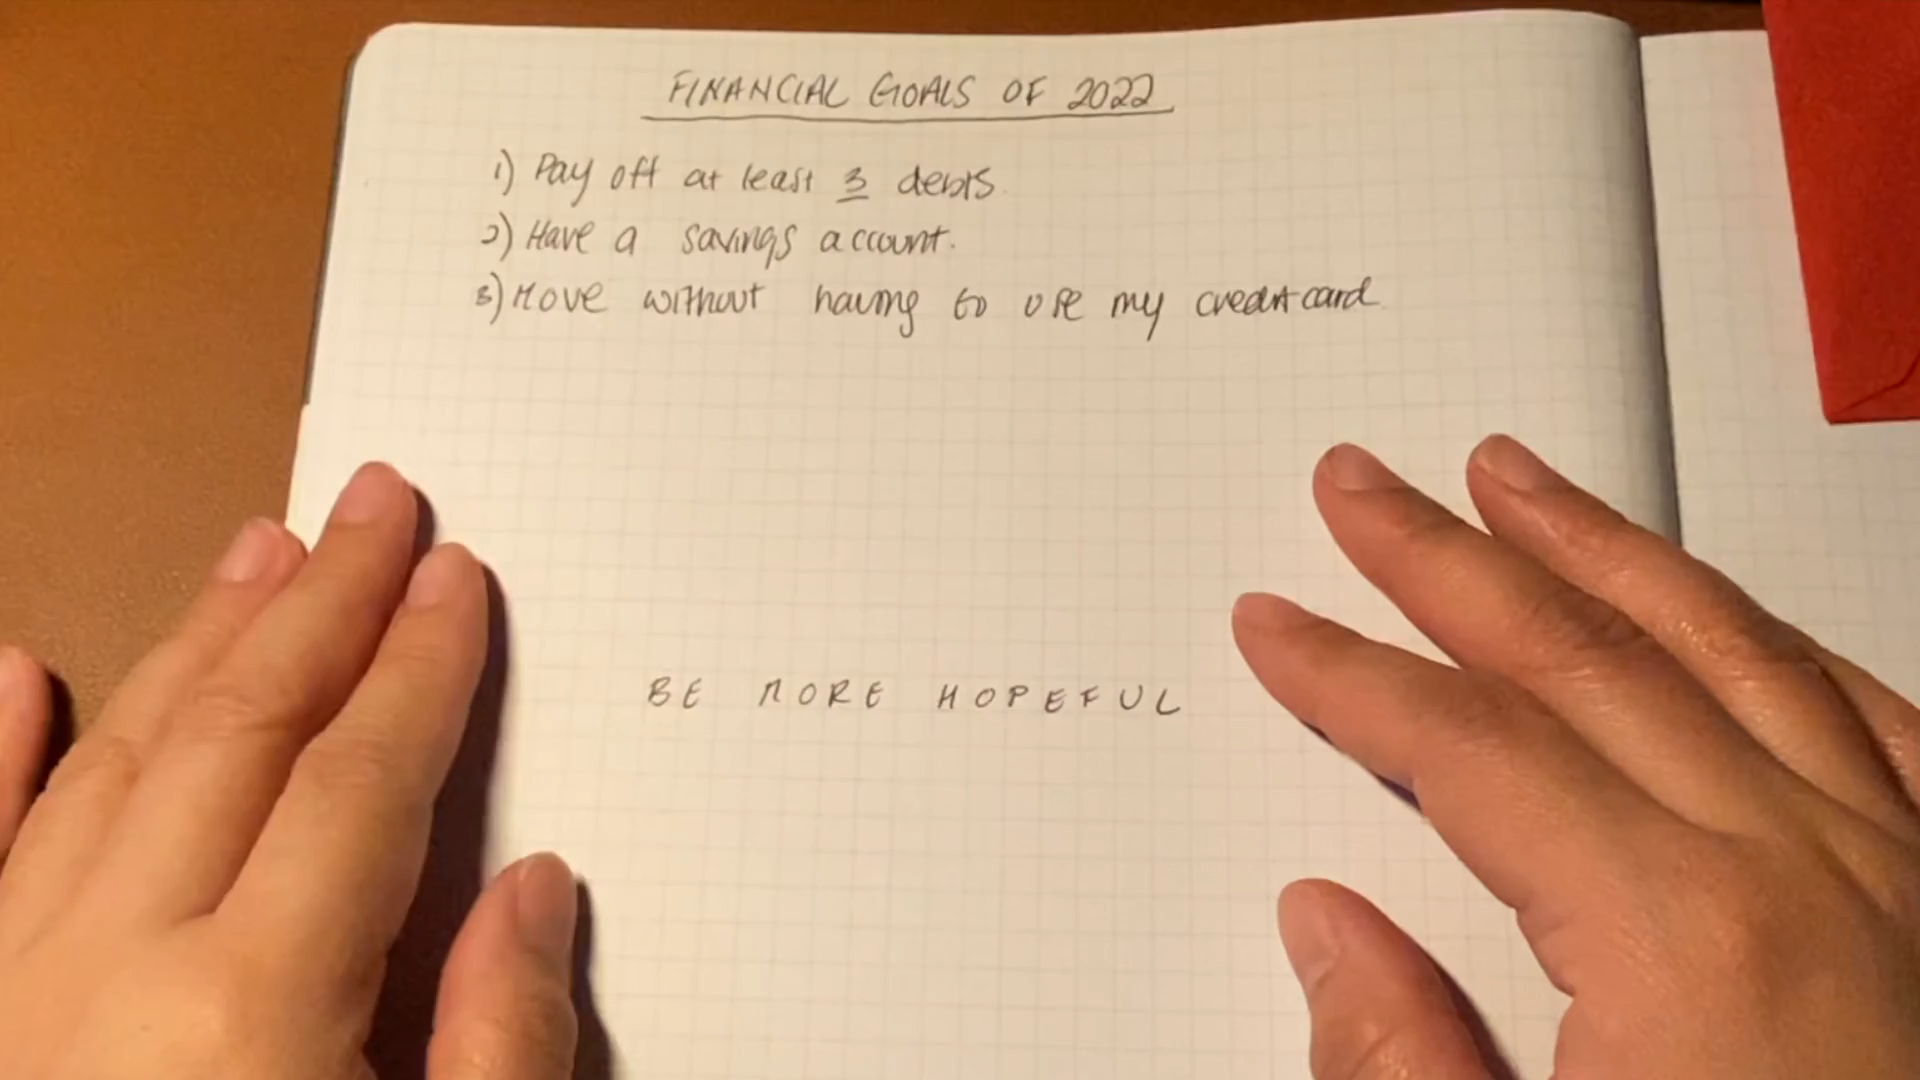 FINANCIAL GOALS OF 2022
1) Pay off at least 3 debts.
2) Have a savings account.
3) Move without having to use my credit card.
BE MORE HOPEFUL